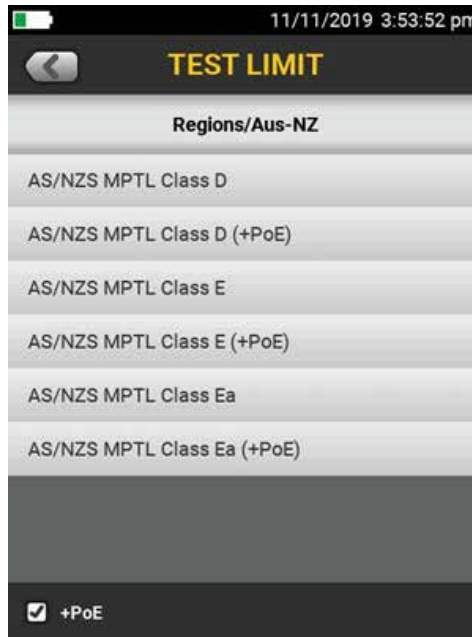 11/11/2019 3:53:52 pm
TEST LIMIT
Regions/Aus-NZ
AS/NZS MPTL Class D
AS/NZS MPTL Class D (+PoE)
AS/NZS MPTL Class E
AS/NZS MPTL Class E (+PoE)
AS/NZS MPTL Class Ea
AS/NZS MPTL Class Ea (+PoE)
+PoE